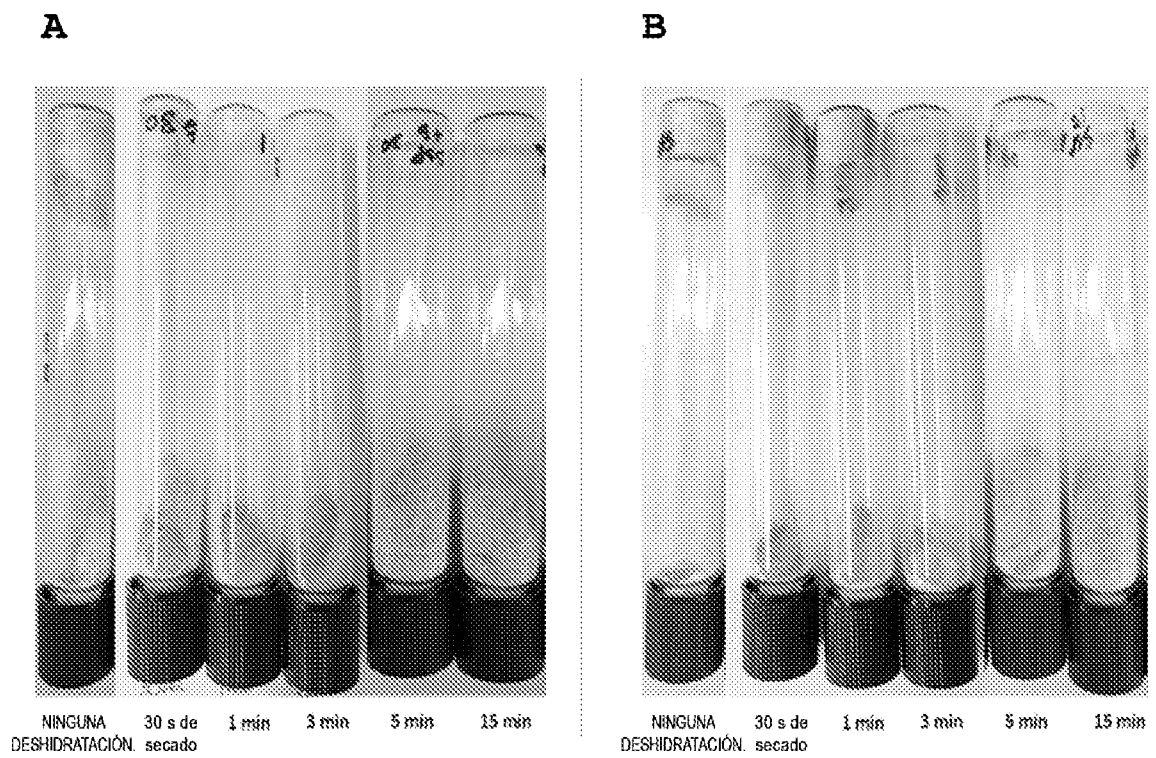 A
B
NINGUNA DESHIDRATACIÓN.
30 s de secado
1 min
3 min
5 min
15 min
NINGUNA DESHIDRATACIÓN.
30 s de secado
1 min
3 min
5 min
15 min